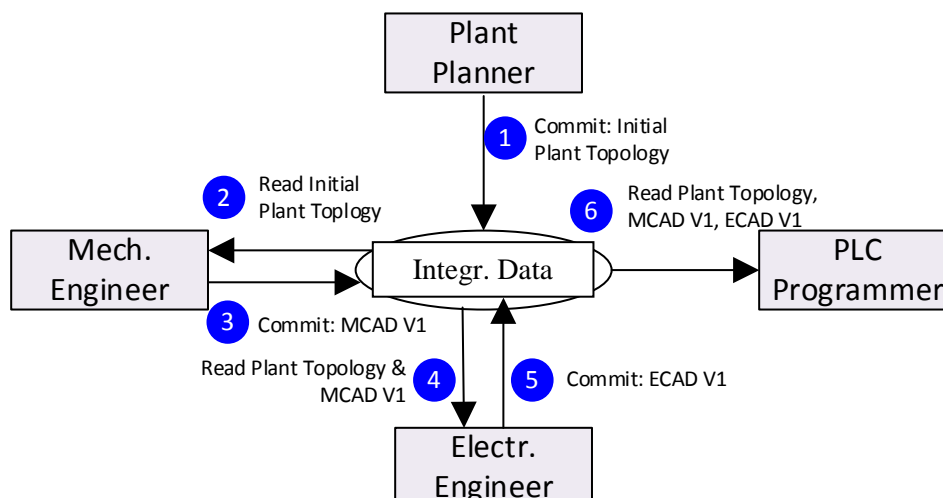 Plant
Planner
1
Commit: Initial
Plant Topology
2
Read Initial
Plant Toplogy
6
Read Plant Topology,
MCAD V1, ECAD V1
Mech.
Engineer
Integr. Data
PLC
Programmer
3
Commit: MCAD V1
Read Plant Topology &
MCAD V1
4
5
Commit: ECAD V1
Electr.
Engineer